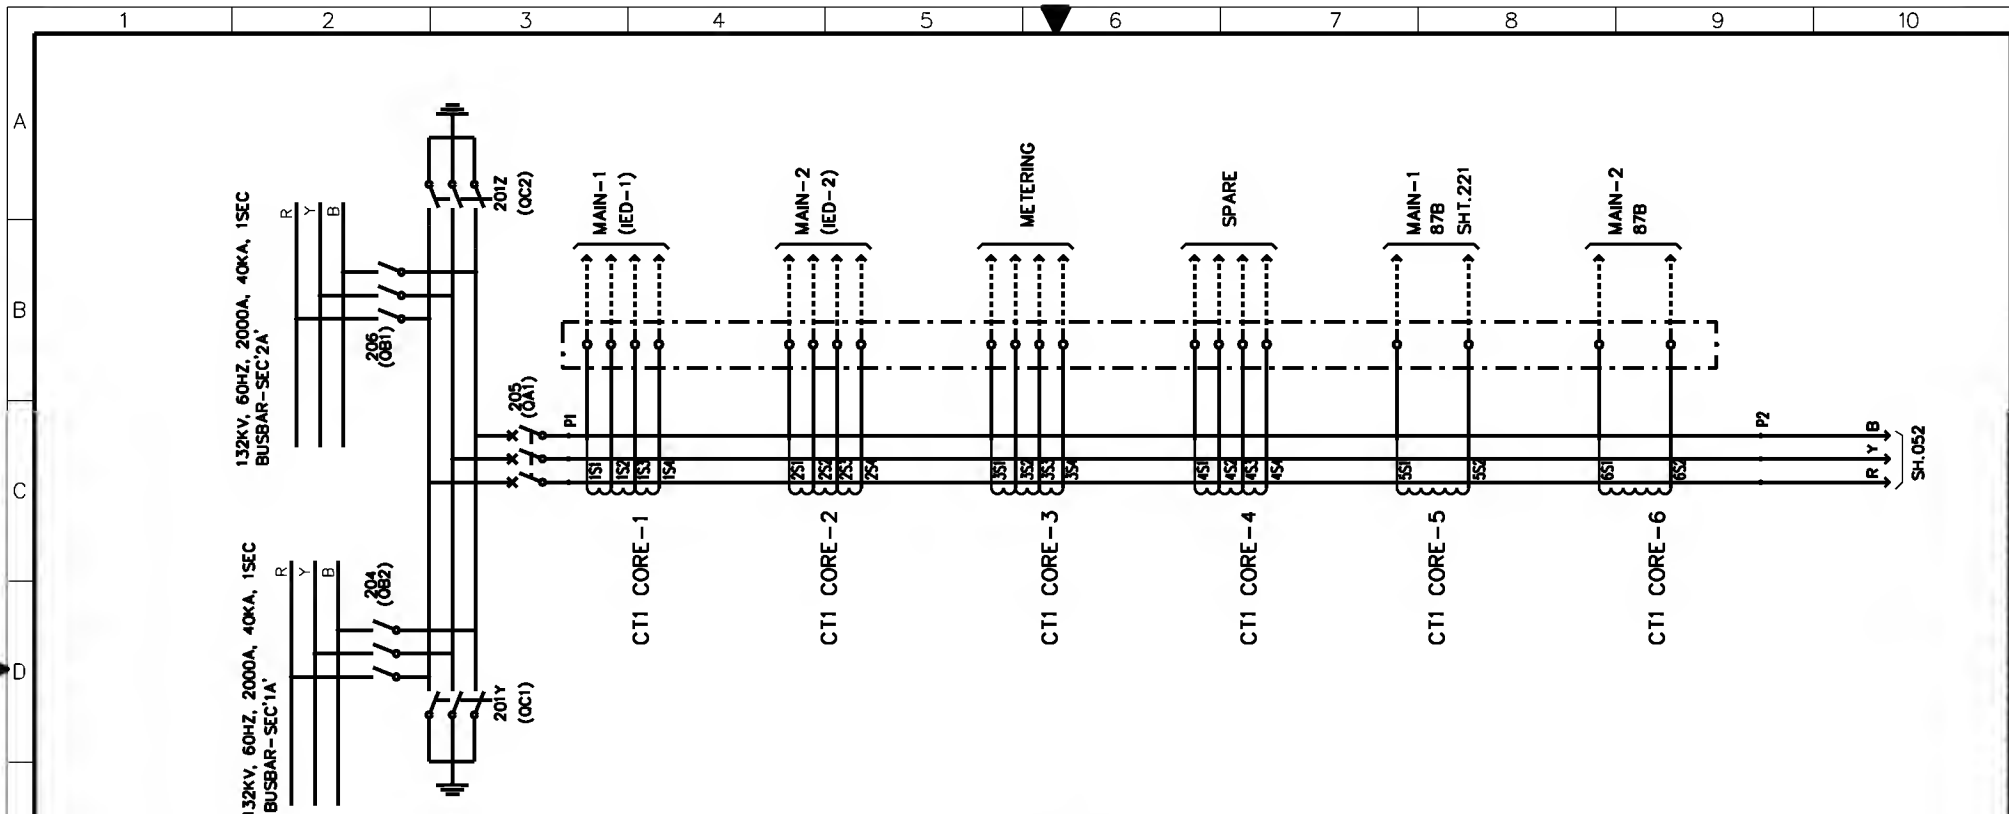 1 2 3 4 5 6 7 8 9 10
A
B
C
D
132KV, 60HZ, 2000A, 40KA, 1SEC
BUSBAR-SEC'2A'
R
Y
B
206
(QB1)
201Z
(QC2)
205
(QA1)
P1
MAIN-1
(IED-1)
MAIN-2
(IED-2)
METERING
SPARE
MAIN-1
87B
SHT.221
MAIN-2
87B
1S1
1S2
1S3
1S4
2S1
2S2
2S3
2S4
3S1
3S2
3S3
3S4
4S1
4S2
4S3
4S4
5S1
5S2
6S1
6S2
P2
R Y B
SH.052
CT1 CORE-1
CT1 CORE-2
CT1 CORE-3
CT1 CORE-4
CT1 CORE-5
CT1 CORE-6
132KV, 60HZ, 2000A, 40KA, 1SEC
BUSBAR-SEC'1A'
R
Y
B
204
(QB2)
201Y
(QC1)